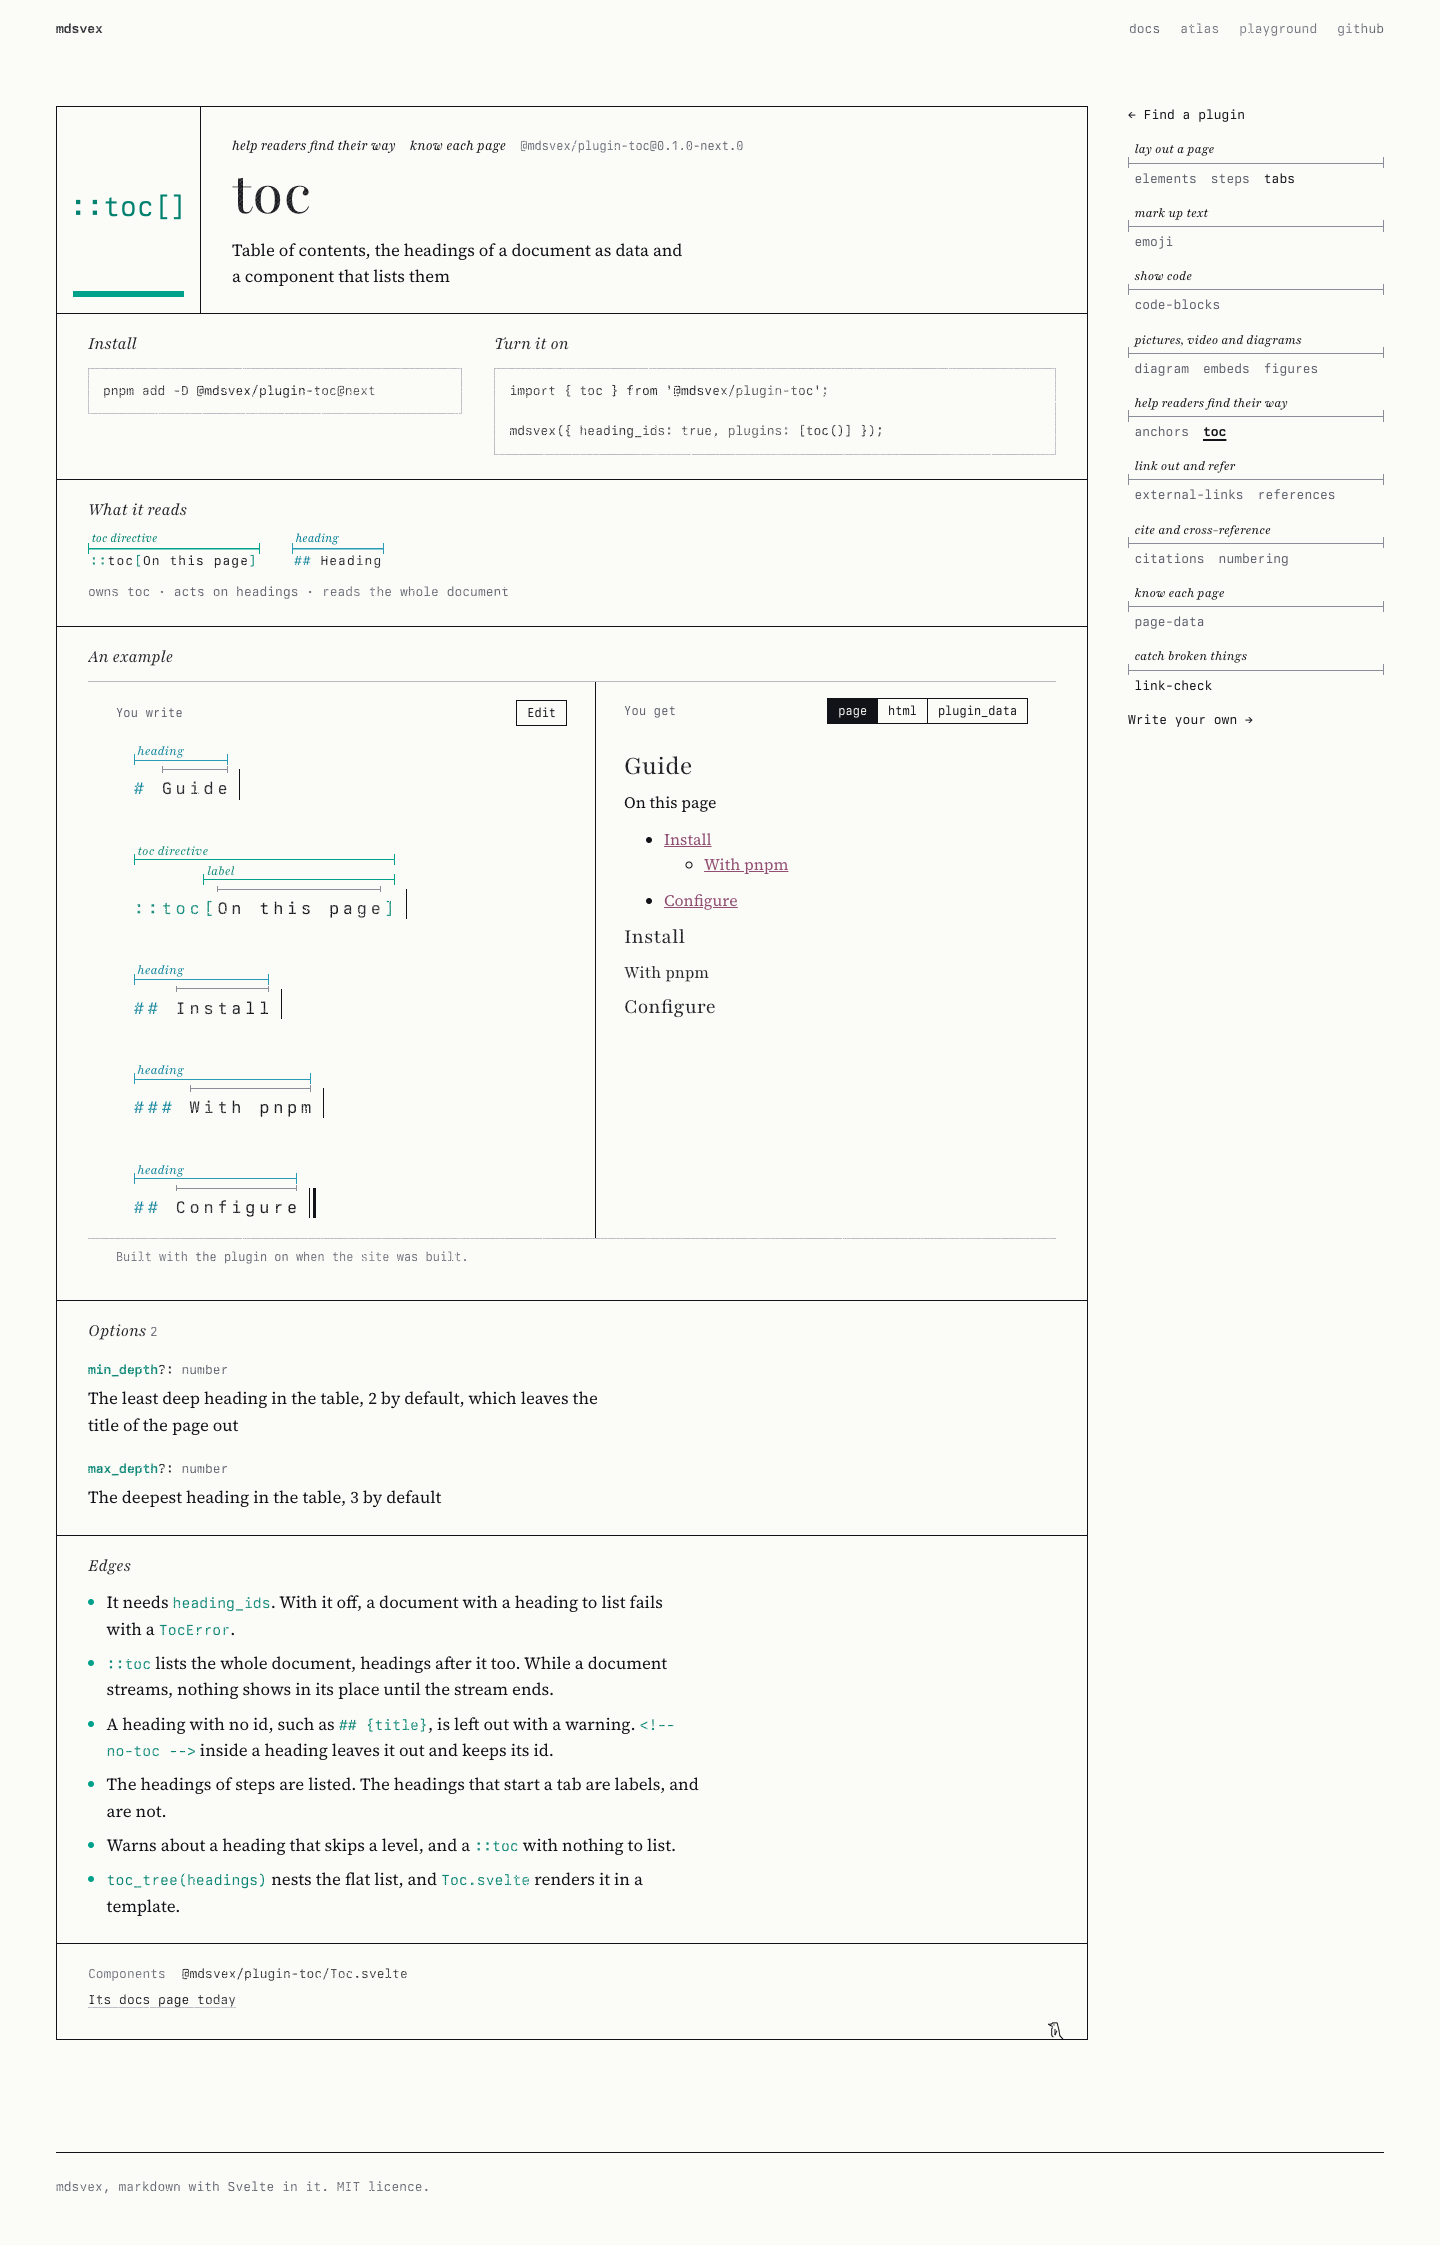 mdsvex
docs atlas playground github
::toc[]
help readers find their way know each page @mdsvex/plugin-toc@0.1.0-next.0
toc
Table of contents, the headings of a document as data and
a component that lists them
Install
pnpm add -D @mdsvex/plugin-toc@next
Turn it on
import { toc } from '@mdsvex/plugin-toc';
mdsvex({ heading_ids: true, plugins: [toc()] });
What it reads
toc directive
::toc[On this page]
heading
## Heading
owns toc · acts on headings · reads the whole document
An example
You write
Edit
heading
# Guide
toc directive
label
::toc[On this page]
heading
## Install
heading
### With pnpm
heading
## Configure
You get
page html plugin_data
Guide
On this page
Install
With pnpm
Configure
Install
With pnpm
Configure
Built with the plugin on when the site was built.
Options 2
min_depth?: number
The least deep heading in the table, 2 by default, which leaves the
title of the page out
max_depth?: number
The deepest heading in the table, 3 by default
Edges
It needs heading_ids. With it off, a document with a heading to list fails
with a TocError.
::toc lists the whole document, headings after it too. While a document
streams, nothing shows in its place until the stream ends.
A heading with no id, such as ## {title}, is left out with a warning. <!--
no-toc --> inside a heading leaves it out and keeps its id.
The headings of steps are listed. The headings that start a tab are labels, and
are not.
Warns about a heading that skips a level, and a ::toc with nothing to list.
toc_tree(headings) nests the flat list, and Toc.svelte renders it in a
template.
Components @mdsvex/plugin-toc/Toc.svelte
Its docs page today
← Find a plugin
lay out a page
elements steps tabs
mark up text
emoji
show code
code-blocks
pictures, video and diagrams
diagram embeds figures
help readers find their way
anchors toc
link out and refer
external-links references
cite and cross-reference
citations numbering
know each page
page-data
catch broken things
link-check
Write your own →
mdsvex, markdown with Svelte in it. MIT licence.